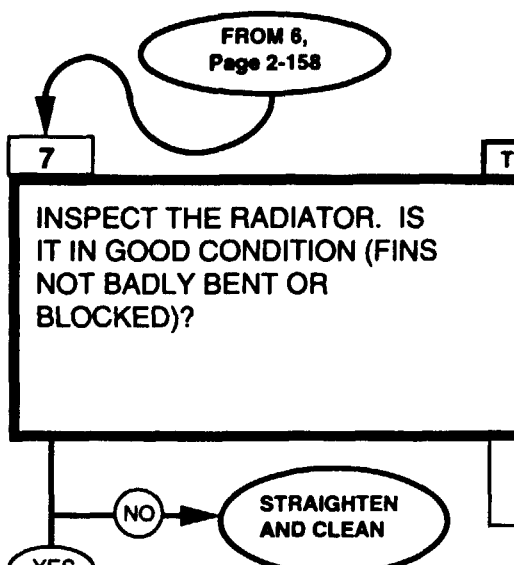 FROM 6,
Page 2-158
7
T
INSPECT THE RADIATOR. IS
IT IN GOOD CONDITION (FINS
NOT BADLY BENT OR
BLOCKED)?
NO
STRAIGHTEN
AND CLEAN
YES